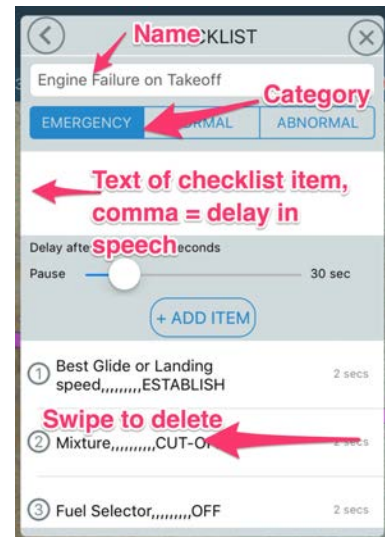 Name CKLIST
Engine Failure on Takeoff
Category
EMERGENCY RMAL ABNORMAL
Text of checklist item,
comma = delay in
speech
Delay afte econds
Pause 30 sec
+ ADD ITEM
1 Best Glide or Landing 2 secs
speed,,,,,,,,,ESTABLISH
Swipe to delete
2 Mixture,,,,,,,,,,CUT-O secs
3 Fuel Selector,,,,,,,,,OFF 2 secs